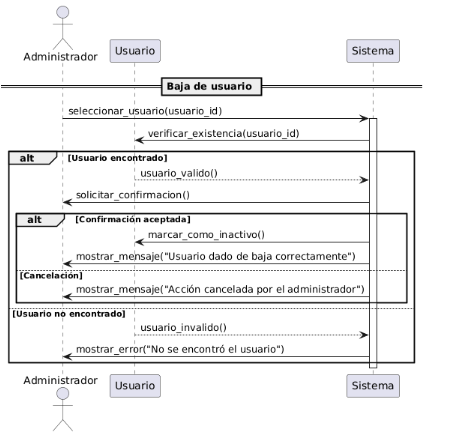 Administrador
Usuario
Sistema
Baja de usuario
seleccionar_usuario(usuario_id)
verificar_existencia(usuario_id)
alt [Usuario encontrado]
usuario_valido()
solicitar_confirmacion()
alt [Confirmación aceptada]
marcar_como_inactivo()
mostrar_mensaje("Usuario dado de baja correctamente")
[Cancelación]
mostrar_mensaje("Acción cancelada por el administrador")
[Usuario no encontrado]
usuario_invalido()
mostrar_error("No se encontró el usuario")
Administrador
Usuario
Sistema